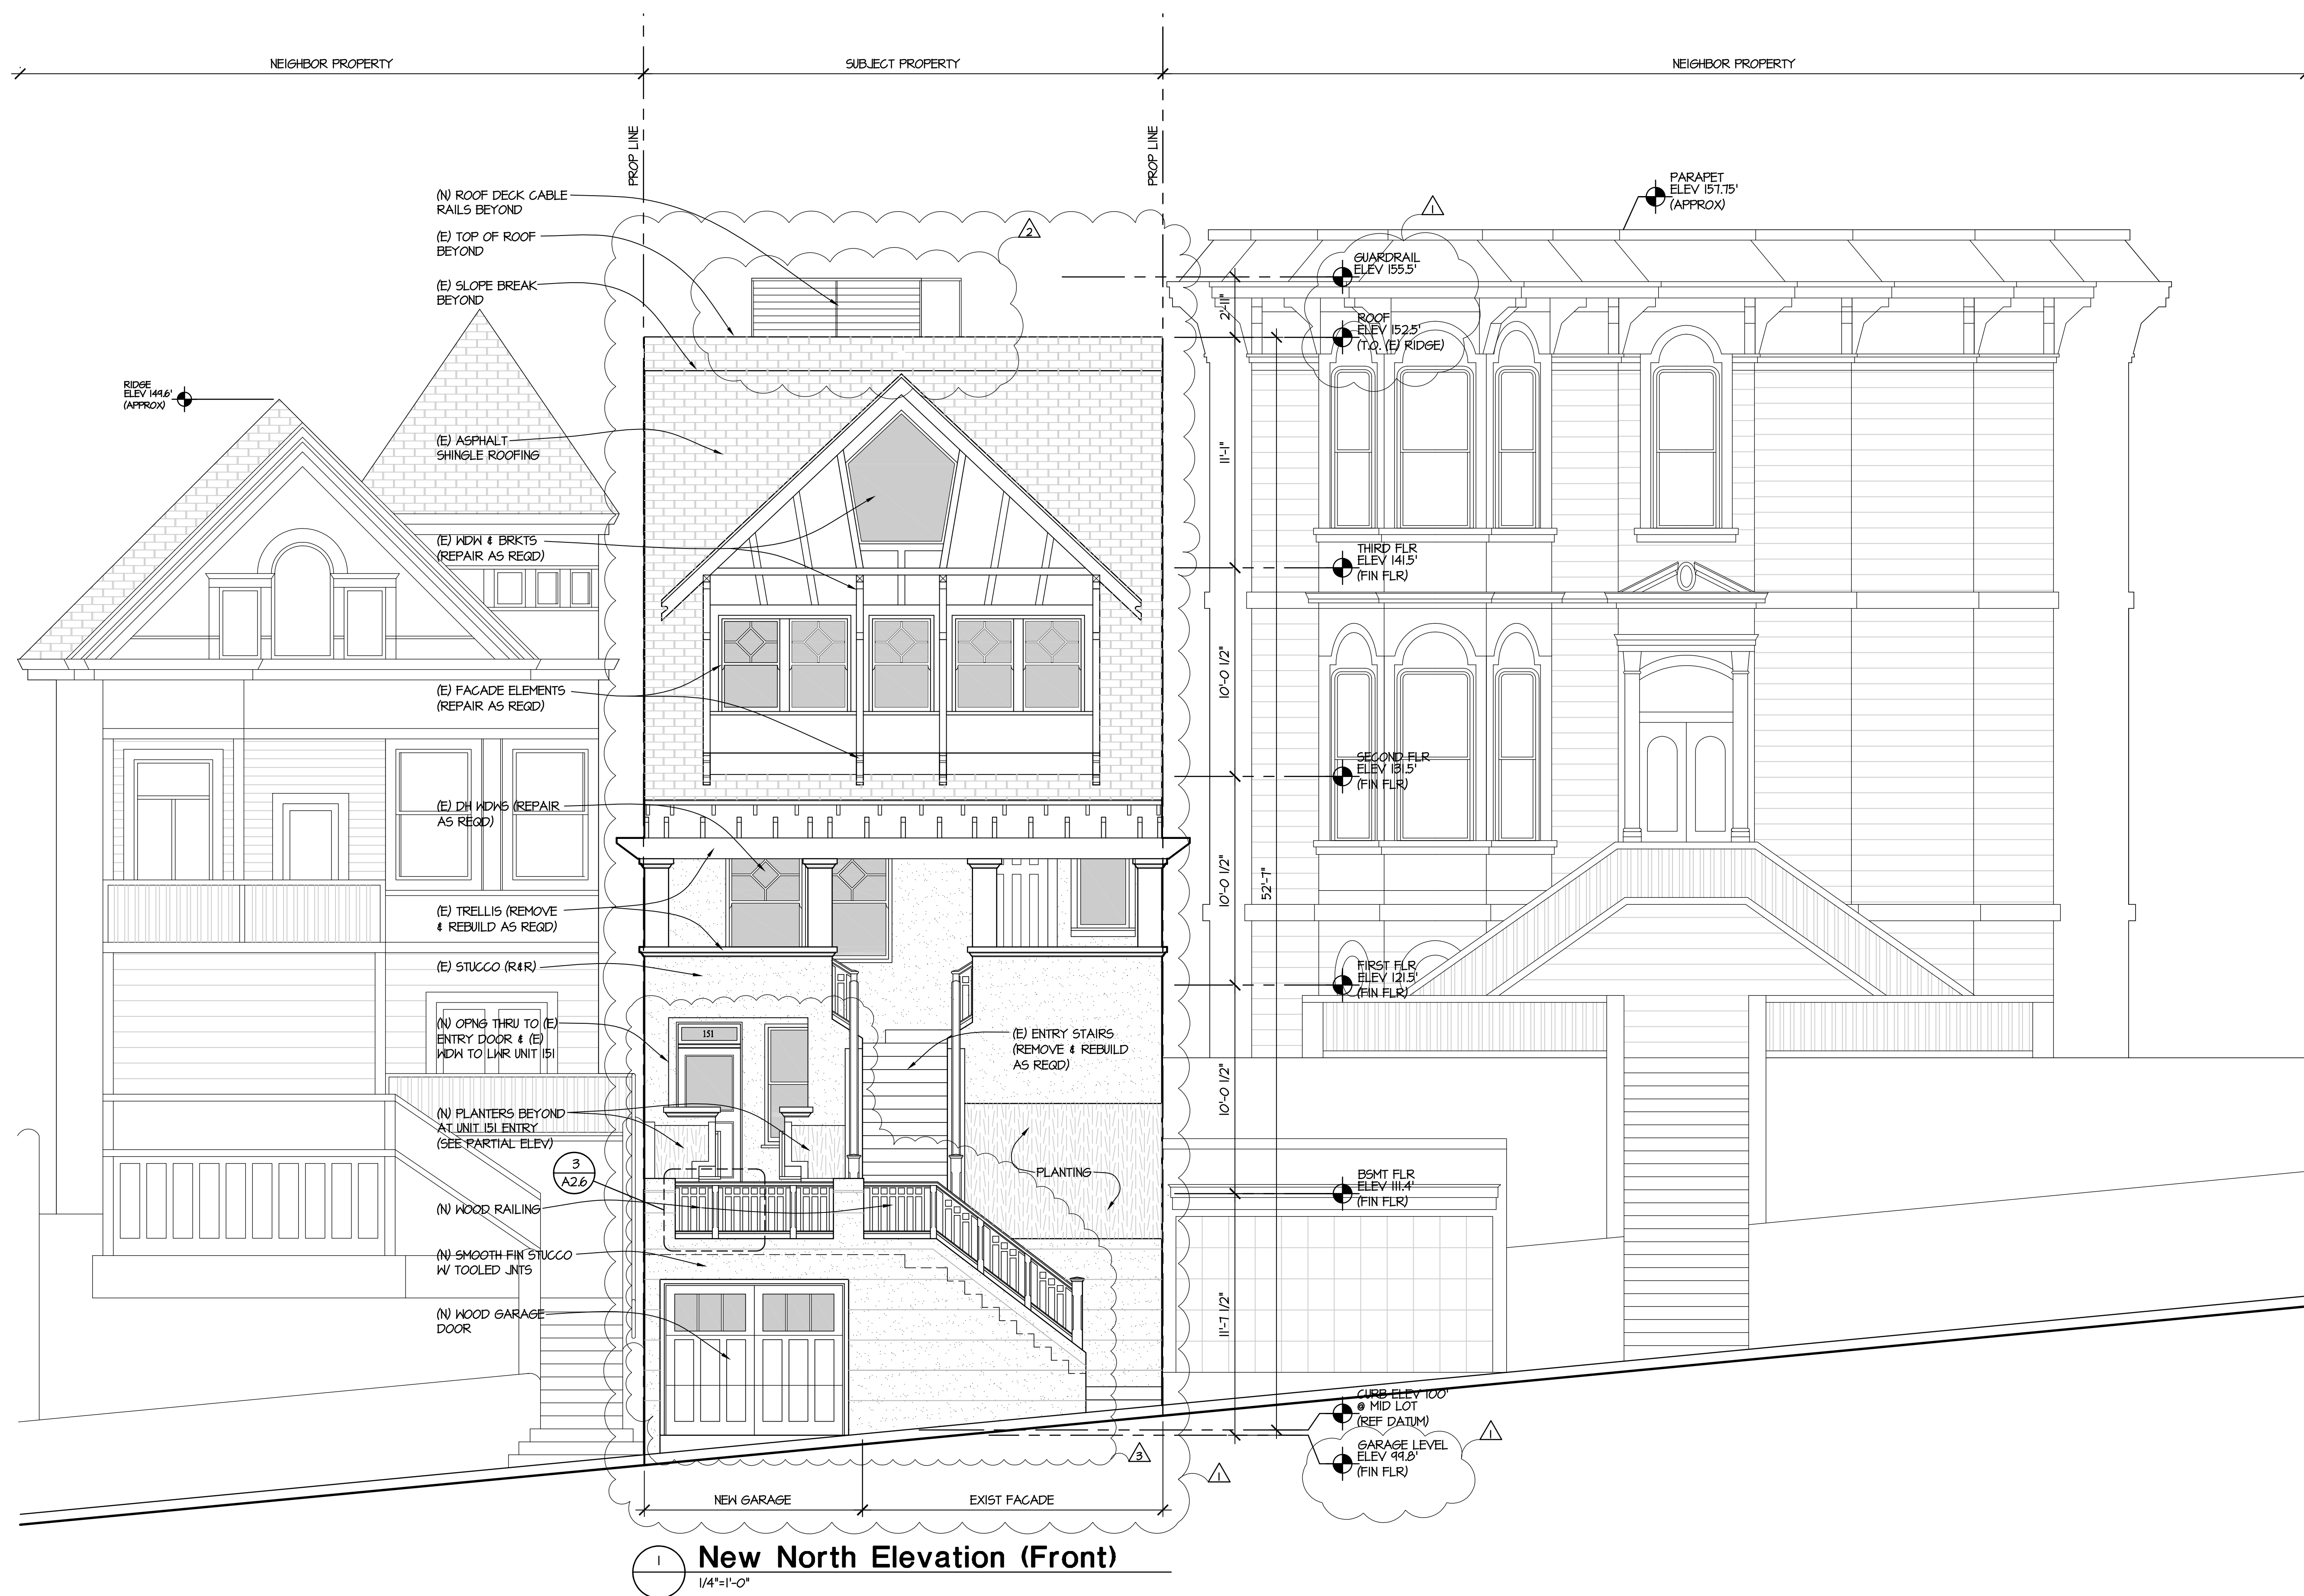 NEIGHBOR PROPERTY
SUBJECT PROPERTY
NEIGHBOR PROPERTY
PROP LINE
PROP LINE
(N) ROOF DECK CABLE
RAILS BEYOND
(E) TOP OF ROOF
BEYOND
(E) SLOPE BREAK
BEYOND
RIDGE
ELEV 149.6'
(APPROX)
(E) ASPHALT
SHINGLE ROOFING
(E) WDW & BRKTS
(REPAIR AS REQD)
(E) FACADE ELEMENTS
(REPAIR AS REQD)
(E) DH WDWS (REPAIR
AS REQD)
(E) TRELLIS (REMOVE
& REBUILD AS REQD)
(E) STUCCO (R&R)
(N) OPNG THRU TO (E)
ENTRY DOOR & (E)
WDW TO LWR UNIT 151
(N) PLANTERS BEYOND
AT UNIT 151 ENTRY
(SEE PARTIAL ELEV)
3
A2.6
(N) WOOD RAILING
(N) SMOOTH FIN STUCCO
W/ TOOLED JNTS
(N) WOOD GARAGE
DOOR
2
151
(E) ENTRY STAIRS
(REMOVE & REBUILD
AS REQD)
PLANTING
2'-11"
11'-1"
10'-0 1/2"
10'-0 1/2"
52'-7"
10'-0 1/2"
11'-7 1/2"
PARAPET
ELEV 157.75'
(APPROX)
1
GUARDRAIL
ELEV 155.5'
ROOF
ELEV 152.5'
(T.O. (E) RIDGE)
THIRD FLR
ELEV 141.5'
(FIN FLR)
SECOND FLR
ELEV 131.5'
(FIN FLR)
FIRST FLR
ELEV 121.5'
(FIN FLR)
BSMT FLR
ELEV 111.4'
(FIN FLR)
CURB ELEV 100'
@ MID LOT
(REF DATUM)
GARAGE LEVEL
ELEV 99.8'
(FIN FLR)
1
3
1
NEW GARAGE
EXIST FACADE
1
New North Elevation (Front)
1/4"=1'-0"